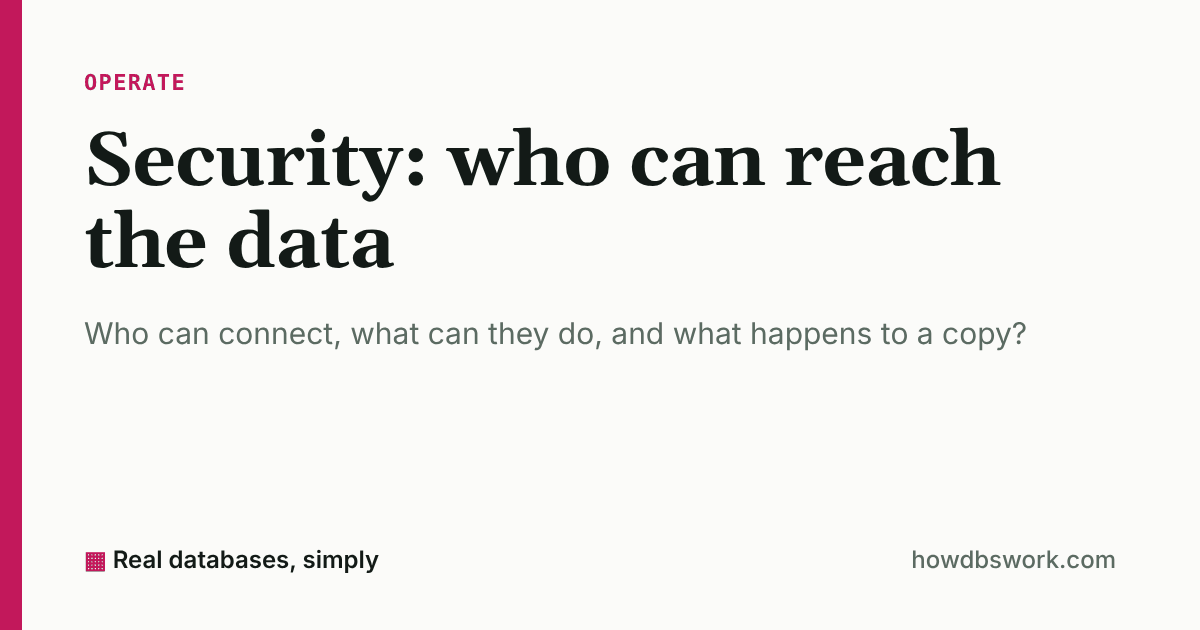 OPERATE
Security: who can reach
the data
Who can connect, what can they do, and what happens to a copy?
Real databases, simply
howdbswork.com